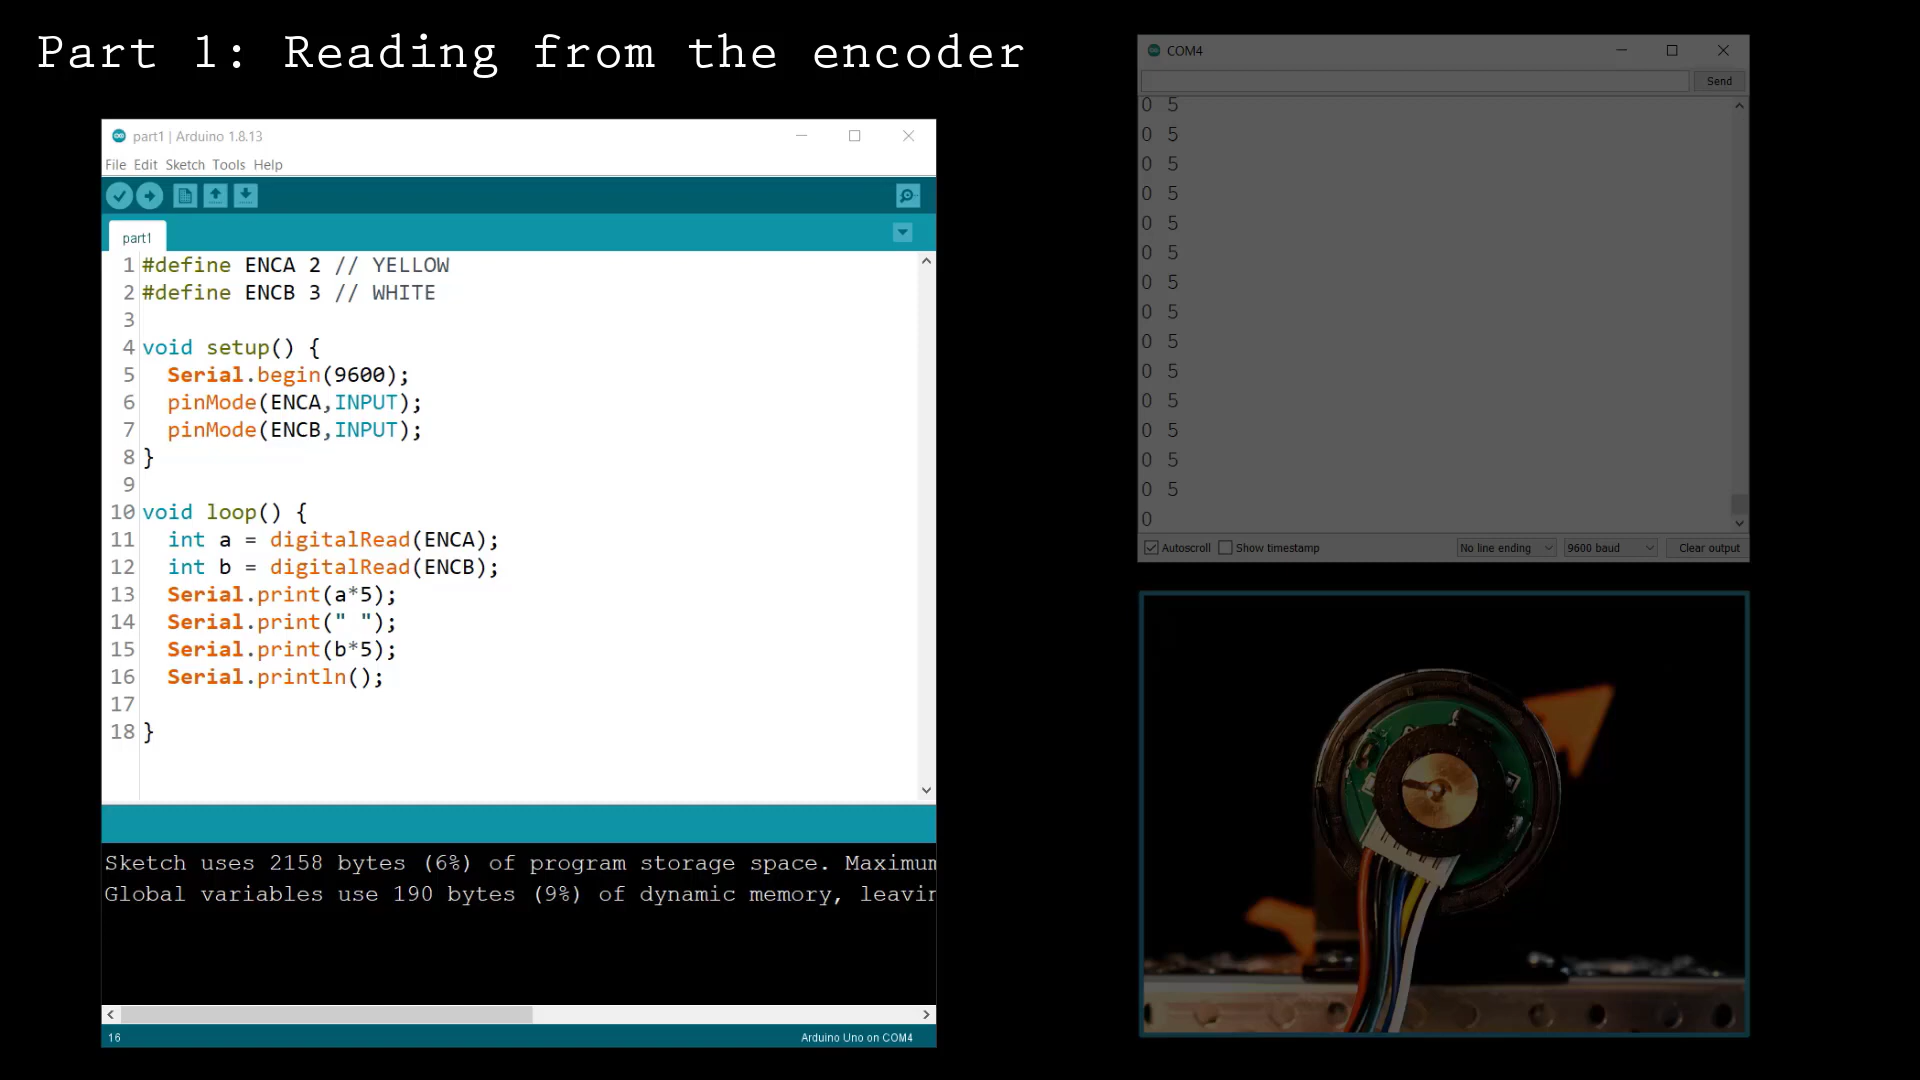 Part 1: Reading from the encoder
part1 | Arduino 1.8.13
File Edit Sketch Tools Help
part1
1 #define ENCA 2 // YELLOW
2 #define ENCB 3 // WHITE
3
4 void setup() {
5 Serial.begin(9600);
6 pinMode(ENCA,INPUT);
7 pinMode(ENCB,INPUT);
8 }
9
10 void loop() {
11 int a = digitalRead(ENCA);
12 int b = digitalRead(ENCB);
13 Serial.print(a*5);
14 Serial.print(" ");
15 Serial.print(b*5);
16 Serial.println();
17
18 }
Sketch uses 2158 bytes (6%) of program storage space. Maximum
Global variables use 190 bytes (9%) of dynamic memory, leavin
16
Arduino Uno on COM4
COM4
Send
0 5
0 5
0 5
0 5
0 5
0 5
0 5
0 5
0 5
0 5
0 5
0 5
0 5
0 5
0
Autoscroll Show timestamp No line ending 9600 baud Clear output